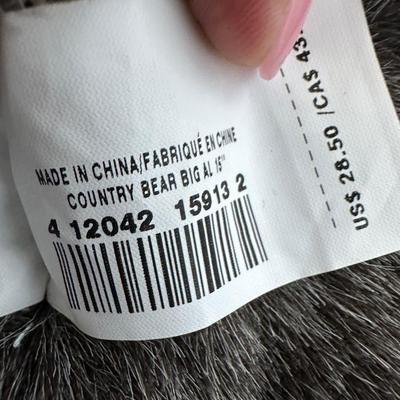 MADE IN CHINA/FABRIQUÉ EN CHINE
COUNTRY BEAR BIG AL 15"
4 12042 15913 2
US$ 28.50 /CA$ 43.